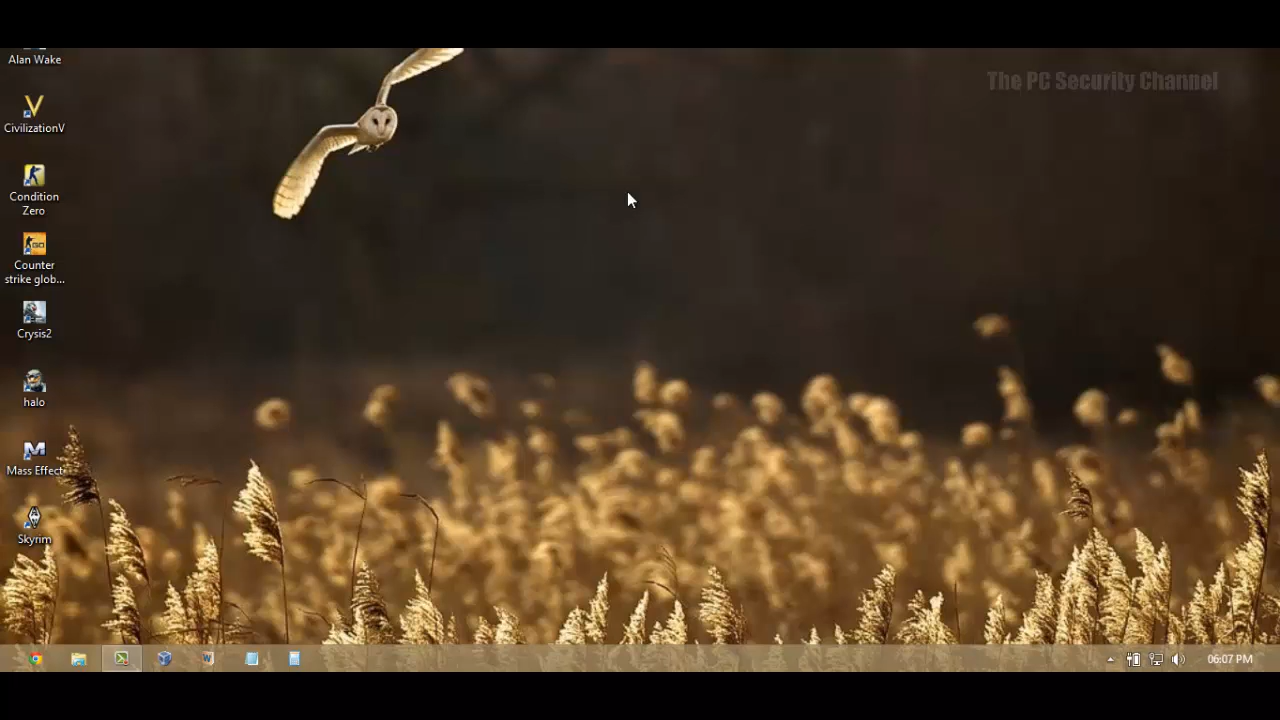 The PC Security Channel
Alan Wake
CivilizationV
Condition
Zero
Counter
strike glob...
Crysis2
halo
Mass Effect
Skyrim
06:07 PM